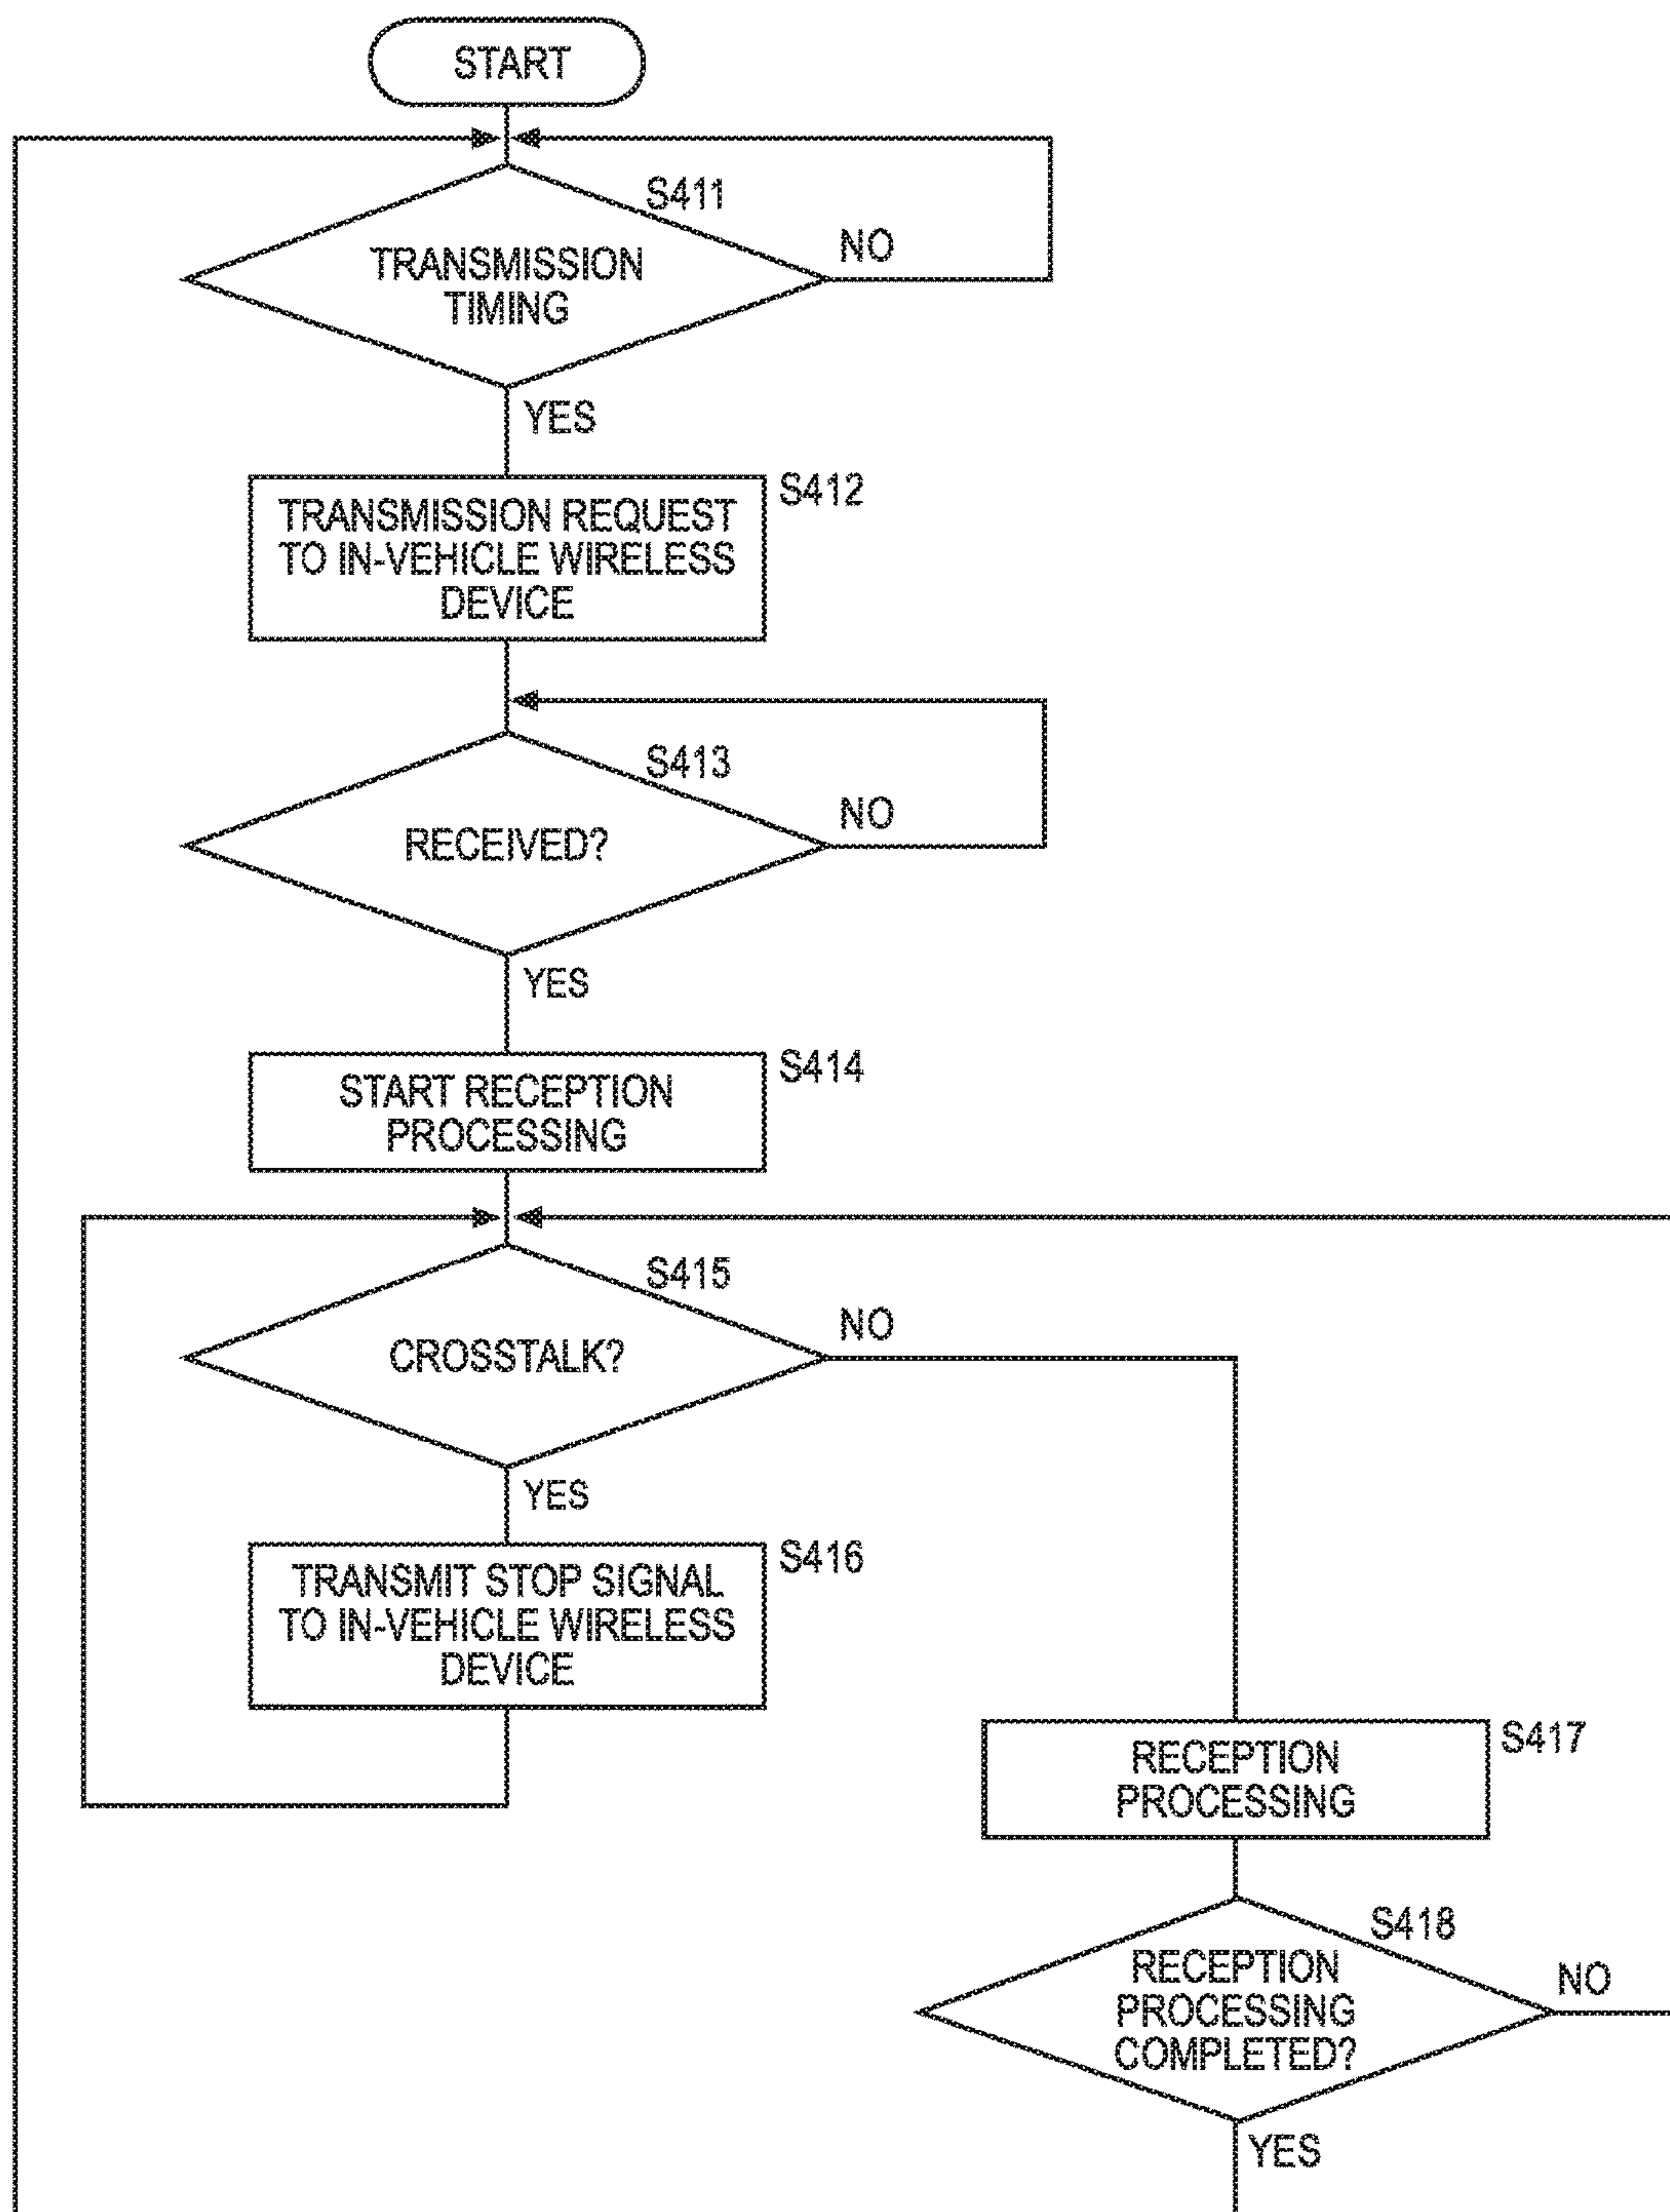 START
S411
TRANSMISSION
TIMING
NO
YES
S412
TRANSMISSION REQUEST
TO IN-VEHICLE WIRELESS
DEVICE
S413
RECEIVED?
NO
YES
S414
START RECEPTION
PROCESSING
S415
CROSSTALK?
NO
YES
S416
TRANSMIT STOP SIGNAL
TO IN-VEHICLE WIRELESS
DEVICE
S417
RECEPTION
PROCESSING
S418
RECEPTION
PROCESSING
COMPLETED?
NO
YES